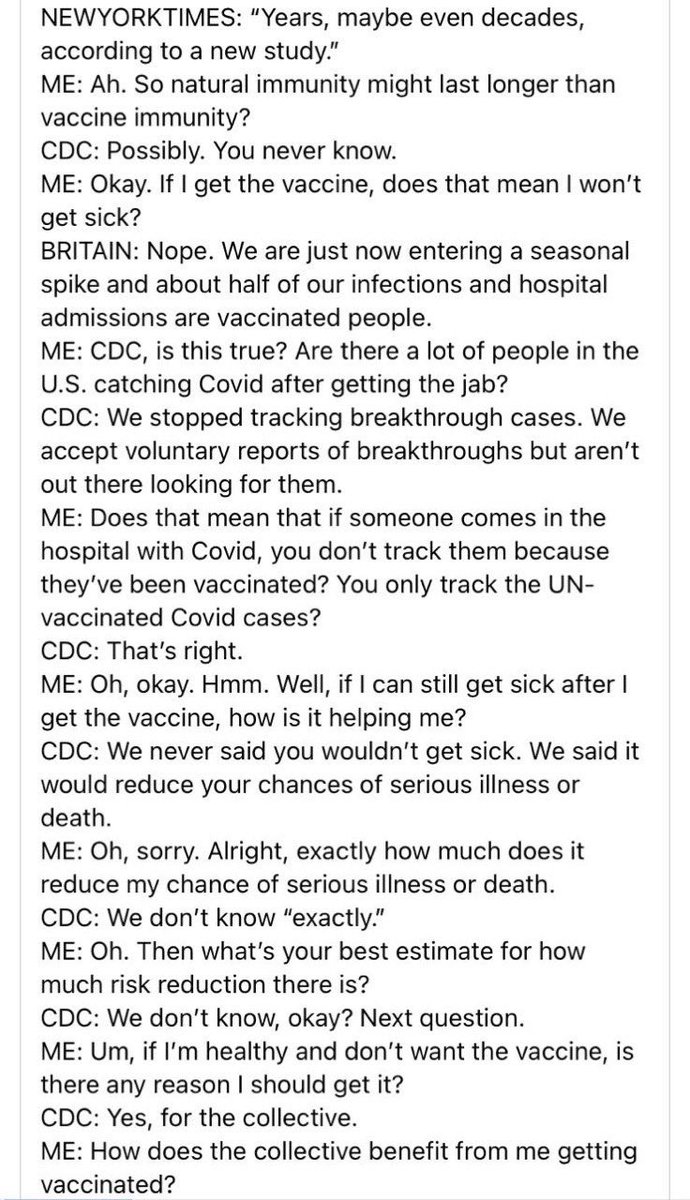 NEWYORKTIMES: “Years, maybe even decades,
according to a new study.”
ME: Ah. So natural immunity might last longer than
vaccine immunity?
CDC: Possibly. You never know.
ME: Okay. If I get the vaccine, does that mean I won’t
get sick?
BRITAIN: Nope. We are just now entering a seasonal
spike and about half of our infections and hospital
admissions are vaccinated people.
ME: CDC, is this true? Are there a lot of people in the
U.S. catching Covid after getting the jab?
CDC: We stopped tracking breakthrough cases. We
accept voluntary reports of breakthroughs but aren’t
out there looking for them.
ME: Does that mean that if someone comes in the
hospital with Covid, you don’t track them because
they’ve been vaccinated? You only track the UN-
vaccinated Covid cases?
CDC: That’s right.
ME: Oh, okay. Hmm. Well, if I can still get sick after I
get the vaccine, how is it helping me?
CDC: We never said you wouldn’t get sick. We said it
would reduce your chances of serious illness or
death.
ME: Oh, sorry. Alright, exactly how much does it
reduce my chance of serious illness or death.
CDC: We don’t know “exactly.”
ME: Oh. Then what’s your best estimate for how
much risk reduction there is?
CDC: We don’t know, okay? Next question.
ME: Um, if I’m healthy and don’t want the vaccine, is
there any reason I should get it?
CDC: Yes, for the collective.
ME: How does the collective benefit from me getting
vaccinated?